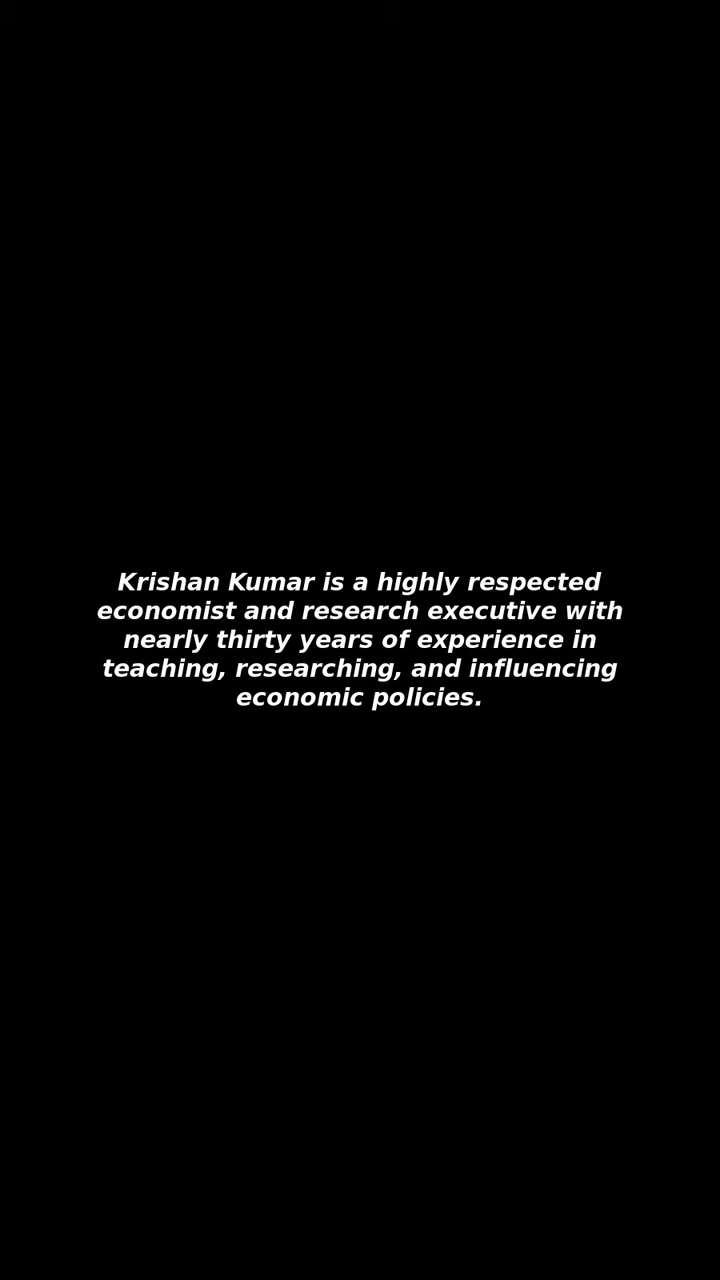 Krishan Kumar is a highly respected
economist and research executive with
nearly thirty years of experience in
teaching, researching, and influencing
economic policies.